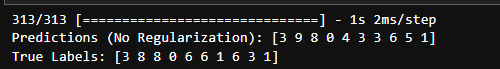 313/313 [==============================] - 1s 2ms/step
Predictions (No Regularization): [3 9 8 0 4 3 3 6 5 1]
True Labels: [3 8 8 0 6 6 1 6 3 1]